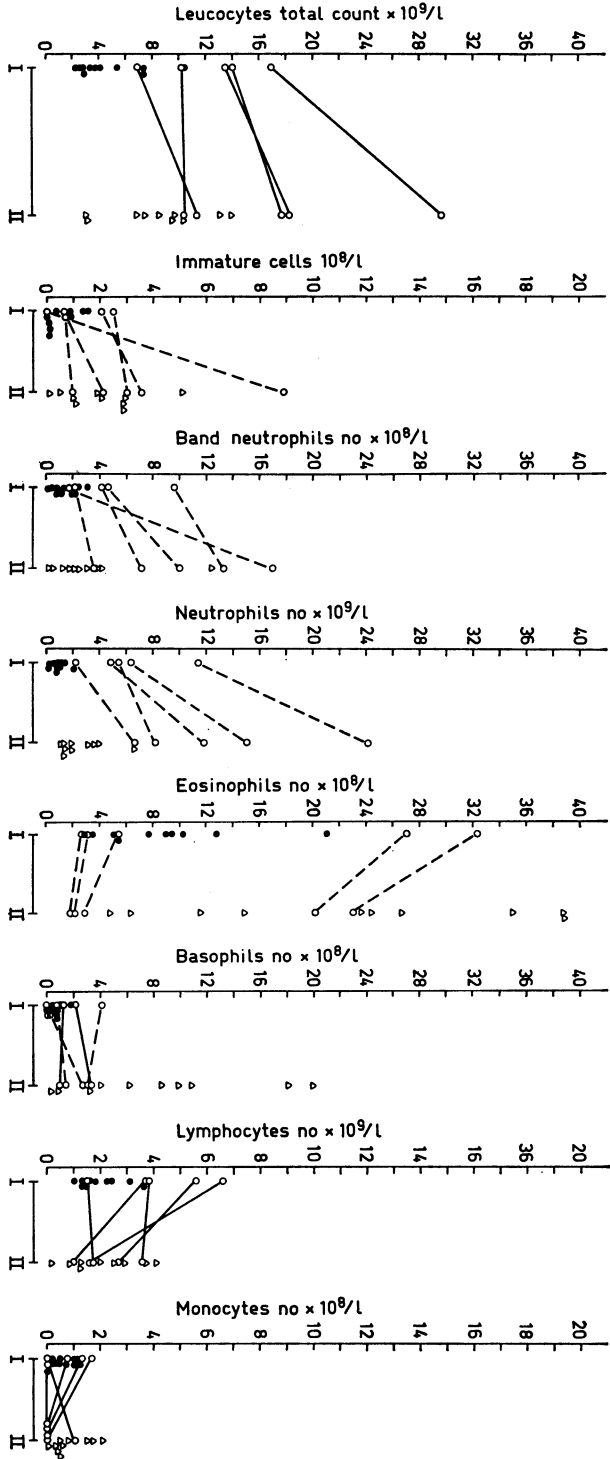 Leucocytes total count × 10⁹/l
0 4 8 12 16 20 24 28 32 36 40
I
II
Immature cells 10⁸/l
0 2 4 6 8 10 12 14 16 18 20
I
II
Band neutrophils no × 10⁸/l
0 4 8 12 16 20 24 28 32 36 40
I
II
Neutrophils no × 10⁹/l
0 4 8 12 16 20 24 28 32 36 40
I
II
Eosinophils no × 10⁸/l
0 4 8 12 16 20 24 28 32 36 40
I
II
Basophils no × 10⁸/l
0 4 6 8 10 12 14 16 18 20
I
II
Lymphocytes no × 10⁹/l
0 4 6 8 10 12 14 16 36 20
I
II
Monocytes no × 10⁸/l
0 2 4 6 8 10 12 14 16 18 20
I
II